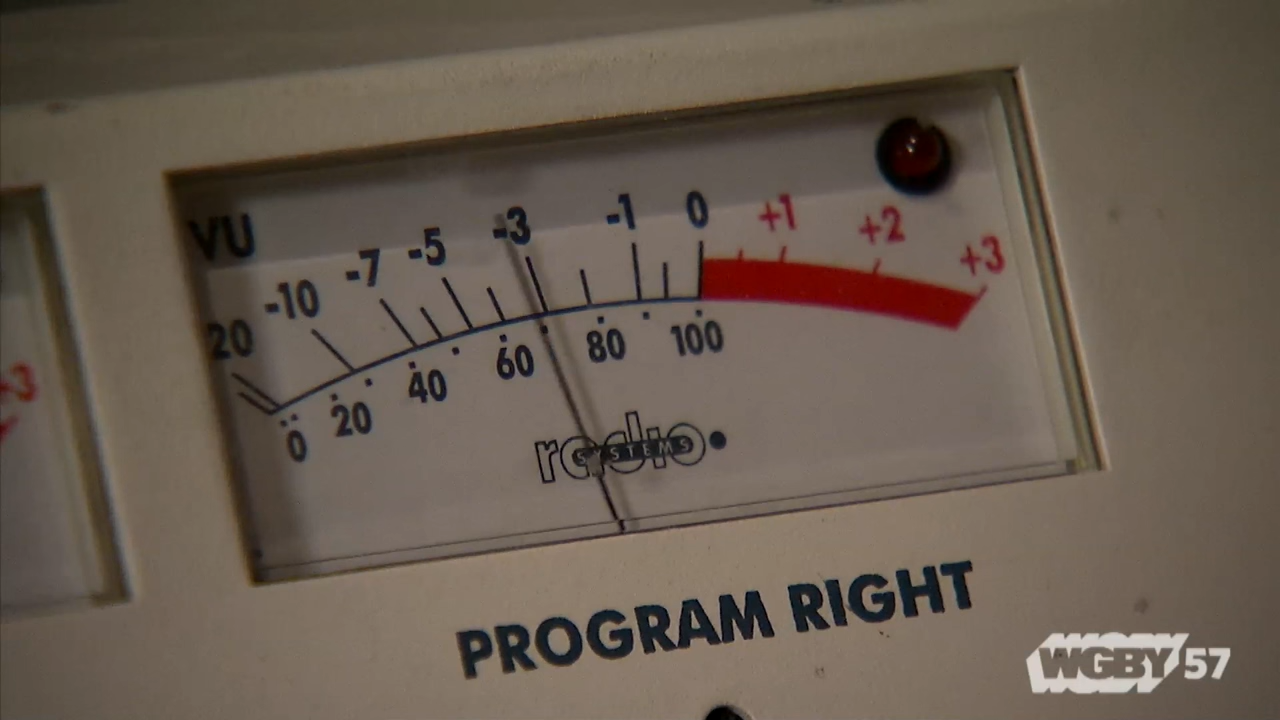 VU
20 -10 -7 -5 -3 -1 0 +1 +2 +3
0 20 40 60 80 100
radio
SYSTEMS
+3
PROGRAM RIGHT
WGBY 57